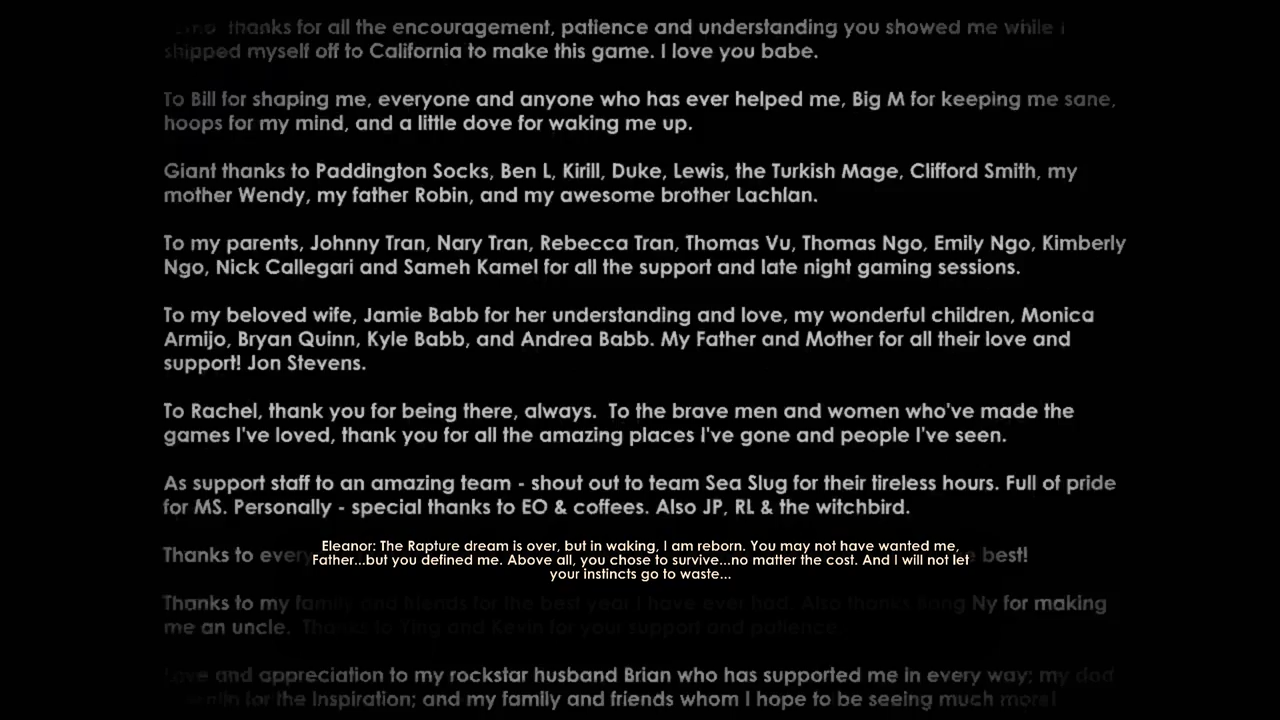 thanks for all the encouragement, patience and understanding you showed me while I
shipped myself off to California to make this game. I love you babe.
To Bill for shaping me, everyone and anyone who has ever helped me, Big M for keeping me sane,
hoops for my mind, and a little dove for waking me up.
Giant thanks to Paddington Socks, Ben L, Kirill, Duke, Lewis, the Turkish Mage, Clifford Smith, my
mother Wendy, my father Robin, and my awesome brother Lachlan.
To my parents, Johnny Tran, Nary Tran, Rebecca Tran, Thomas Vu, Thomas Ngo, Emily Ngo, Kimberly
Ngo, Nick Callegari and Sameh Kamel for all the support and late night gaming sessions.
To my beloved wife, Jamie Babb for her understanding and love, my wonderful children, Monica
Armijo, Bryan Quinn, Kyle Babb, and Andrea Babb. My Father and Mother for all their love and
support! Jon Stevens.
To Rachel, thank you for being there, always. To the brave men and women who've made the
games I've loved, thank you for all the amazing places I've gone and people I've seen.
As support staff to an amazing team - shout out to team Sea Slug for their tireless hours. Full of pride
for MS. Personally - special thanks to EO & coffees. Also JP, RL & the witchbird.
Thanks to best!
Eleanor: The Rapture dream is over, but in waking, I am reborn. You may not have wanted me,
Father...but you defined me. Above all, you chose to survive...no matter the cost. And I will not let
your instincts go to waste...
Thanks to my family and friends for the best year I have ever had. Also thanks Ny for making
me an uncle. Thanks to Ying and Kevin for your support and patience.
and appreciation to my rockstar husband Brian who has supported me in every way; my dad
for the Inspiration; and my family and friends whom I hope to be seeing much more!